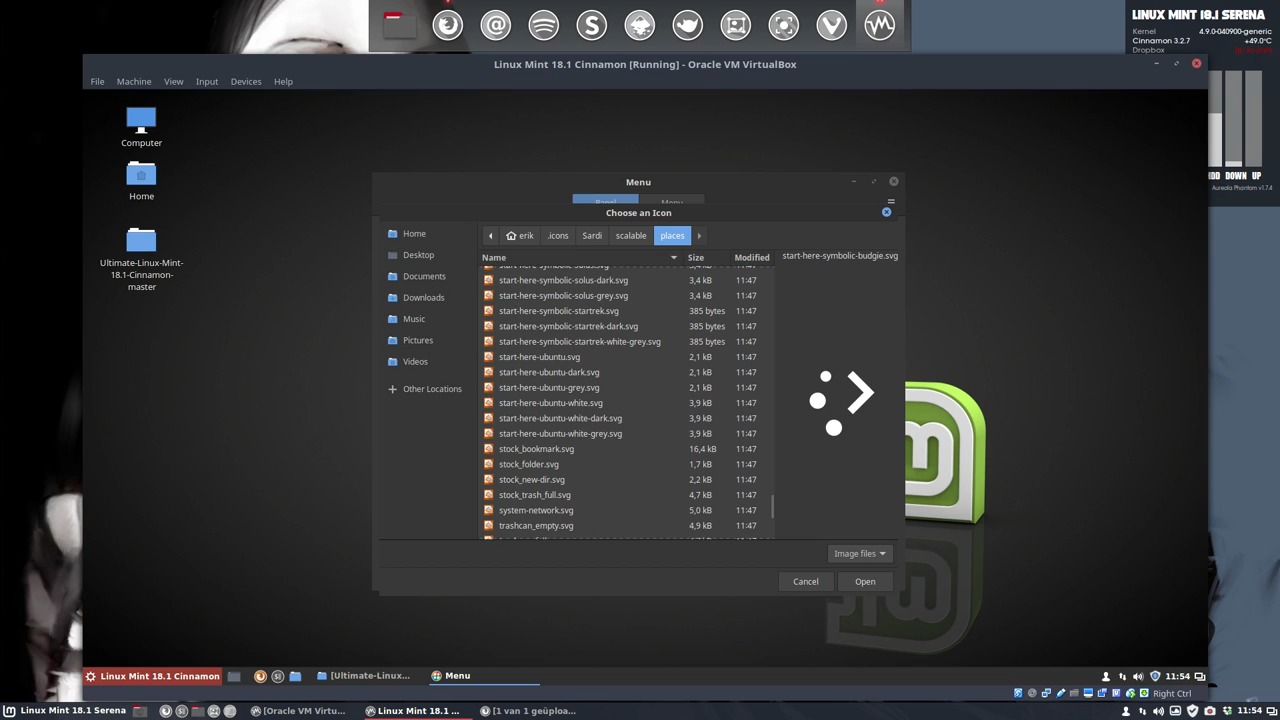 LINUX MINT 18.1 SERENA
Kernel 4.9.0-040900-generic
Cinnamon 3.2.7 +49.0°C
Dropbox
Linux Mint 18.1 Cinnamon [Running] - Oracle VM VirtualBox
File Machine View Input Devices Help
HDD DOWN UP
Aureola Phantom v1.7.4
Computer
Home
Ultimate-Linux-Mint-
18.1-Cinnamon-
master
Menu
Panel Menu
Choose an Icon
erik .icons Sardi scalable places
Home
Desktop
Documents
Downloads
Music
Pictures
Videos
Other Locations
Name Size Modified
start-here-symbolic-solus.svg 3,4 kB 11:47
start-here-symbolic-solus-dark.svg 3,4 kB 11:47
start-here-symbolic-solus-grey.svg 3,4 kB 11:47
start-here-symbolic-startrek.svg 385 bytes 11:47
start-here-symbolic-startrek-dark.svg 385 bytes 11:47
start-here-symbolic-startrek-white-grey.svg 385 bytes 11:47
start-here-ubuntu.svg 2,1 kB 11:47
start-here-ubuntu-dark.svg 2,1 kB 11:47
start-here-ubuntu-grey.svg 2,1 kB 11:47
start-here-ubuntu-white.svg 3,9 kB 11:47
start-here-ubuntu-white-dark.svg 3,9 kB 11:47
start-here-ubuntu-white-grey.svg 3,9 kB 11:47
stock_bookmark.svg 16,4 kB 11:47
stock_folder.svg 1,7 kB 11:47
stock_new-dir.svg 2,2 kB 11:47
stock_trash_full.svg 4,7 kB 11:47
system-network.svg 5,0 kB 11:47
trashcan_empty.svg 4,9 kB 11:47
start-here-symbolic-budgie.svg
Image files
Cancel Open
Linux Mint 18.1 Cinnamon [Ultimate-Linux-... Menu 11:54
Right Ctrl
Linux Mint 18.1 Serena [Oracle VM Virtu... Linux Mint 18.1 ... [1 van 1 geüploa... 11:54